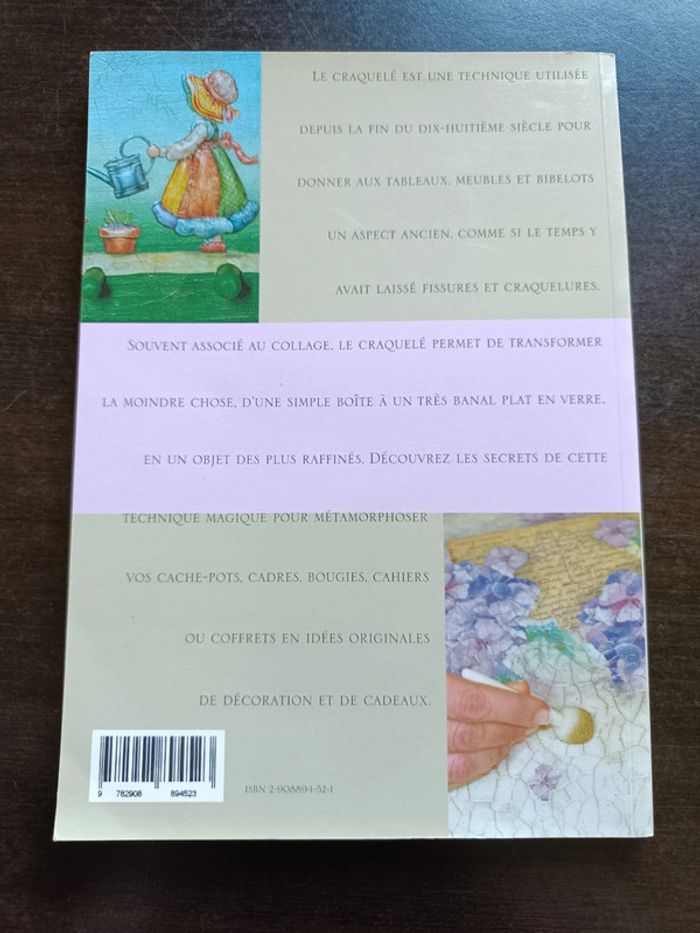 Le craquelé est une technique utilisée
depuis la fin du dix-huitième siècle pour
donner aux tableaux, meubles et bibelots
un aspect ancien, comme si le temps y
avait laissé fissures et craquelures.
Souvent associé au collage, le craquelé permet de transformer
la moindre chose, d'une simple boîte à un très banal plat en verre,
en un objet des plus raffinés. Découvrez les secrets de cette
technique magique pour métamorphoser
vos cache-pots, cadres, bougies, cahiers
ou coffrets en idées originales
de décoration et de cadeaux.
9 782908 894523
ISBN 2-908894-52-1